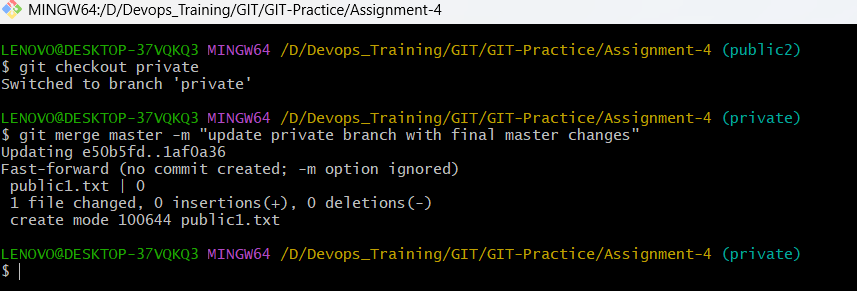 MINGW64:/D/Devops_Training/GIT/GIT-Practice/Assignment-4
LENOVO@DESKTOP-37VQKQ3 MINGW64 /D/Devops_Training/GIT/GIT-Practice/Assignment-4 (public2)
$ git checkout private
Switched to branch 'private'
LENOVO@DESKTOP-37VQKQ3 MINGW64 /D/Devops_Training/GIT/GIT-Practice/Assignment-4 (private)
$ git merge master -m "update private branch with final master changes"
Updating e50b5fd..1af0a36
Fast-forward (no commit created; -m option ignored)
 public1.txt | 0
 1 file changed, 0 insertions(+), 0 deletions(-)
 create mode 100644 public1.txt
LENOVO@DESKTOP-37VQKQ3 MINGW64 /D/Devops_Training/GIT/GIT-Practice/Assignment-4 (private)
$